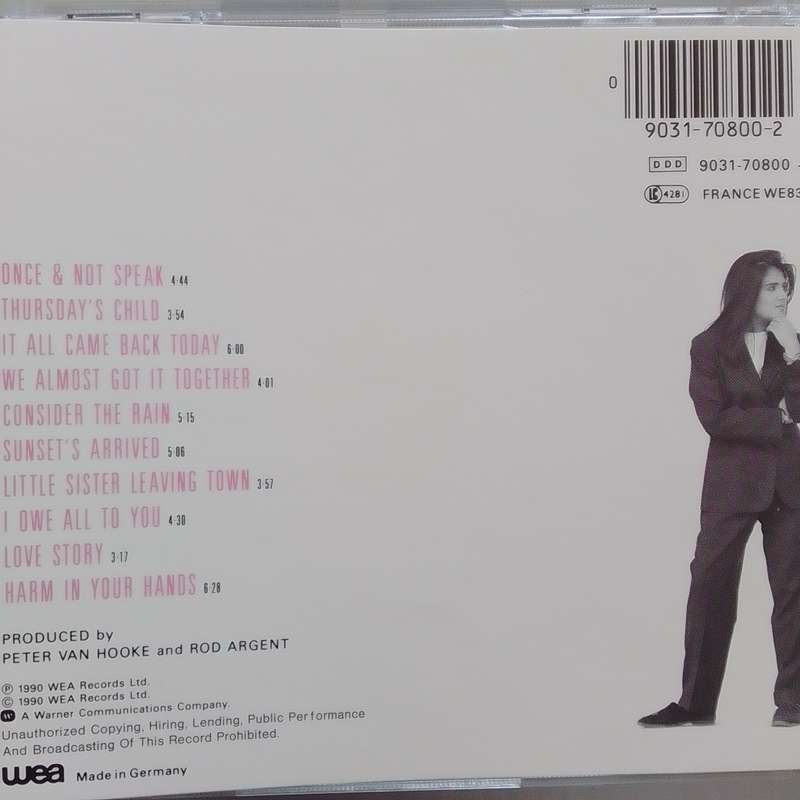 0
9031-70800-2
DDD 9031-70800 -
LC 4281 FRANCE WE83
ONCE & NOT SPEAK 4·44
THURSDAY'S CHILD 3·54
IT ALL CAME BACK TODAY 6·00
WE ALMOST GOT IT TOGETHER 4·01
CONSIDER THE RAIN 5·15
SUNSET'S ARRIVED 5·06
LITTLE SISTER LEAVING TOWN 3·57
I OWE ALL TO YOU 4·30
LOVE STORY 3·17
HARM IN YOUR HANDS 6·28
PRODUCED by
PETER VAN HOOKE and ROD ARGENT
℗ 1990 WEA Records Ltd.
© 1990 WEA Records Ltd.
A Warner Communications Company.
Unauthorized Copying, Hiring, Lending, Public Performance
And Broadcasting Of This Record Prohibited.
wea Made in Germany